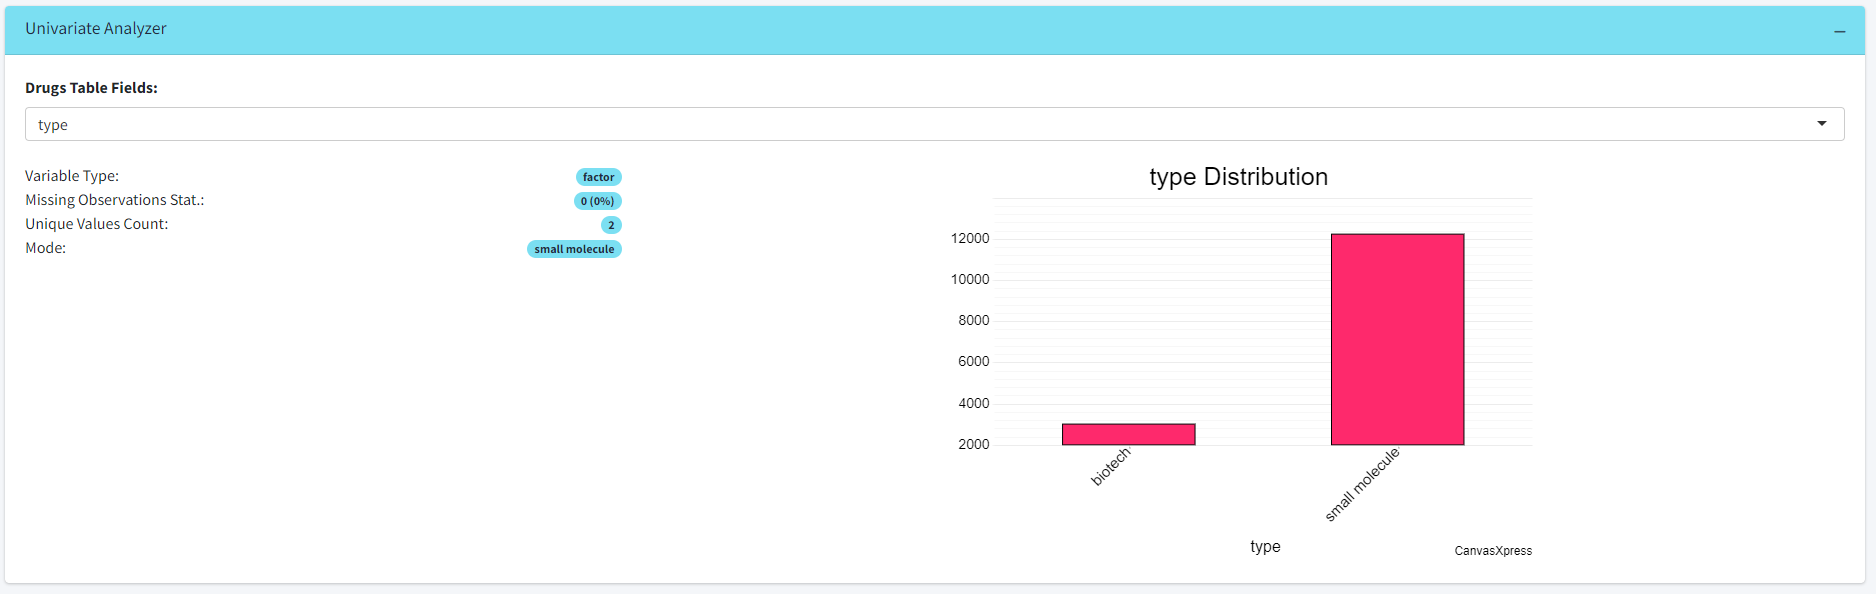 Univariate Analyzer
Drugs Table Fields:
type
Variable Type: factor
Missing Observations Stat.: 0 (0%)
Unique Values Count: 2
Mode: small molecule
type Distribution
12000
10000
8000
6000
4000
2000
biotech
small molecule
type
CanvasXpress